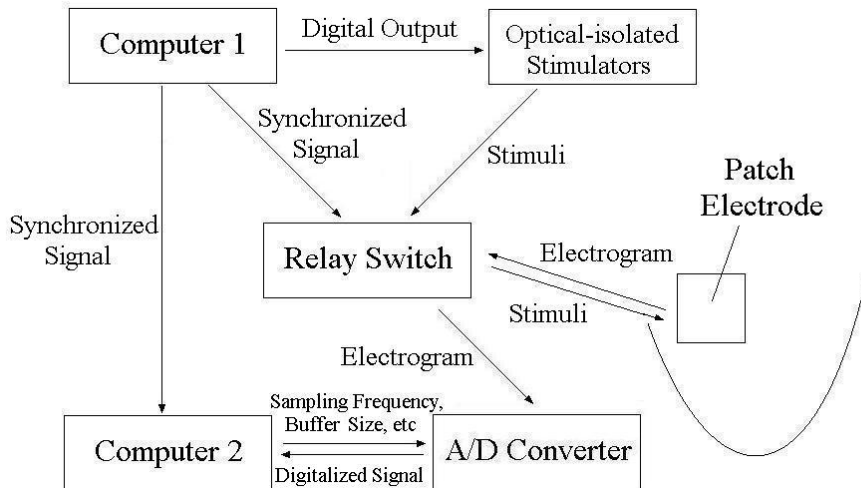 Computer 1
Digital Output
Optical-isolated
Stimulators
Synchronized
Signal
Stimuli
Patch
Electrode
Synchronized
Signal
Relay Switch
Electrogram
Stimuli
Electrogram
Sampling Frequency,
Buffer Size, etc
Computer 2
A/D Converter
Digitalized Signal